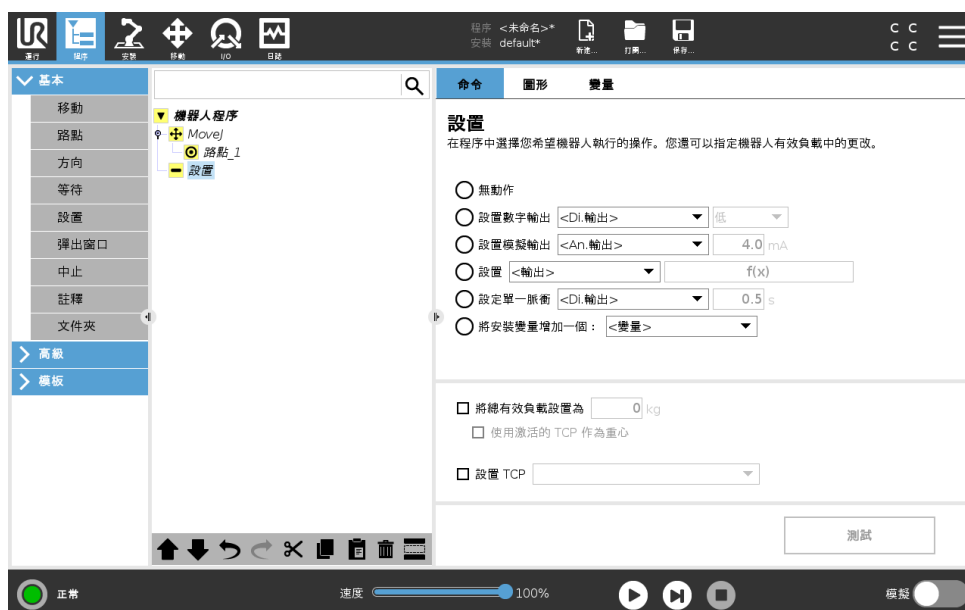 UR
運行
程序
安裝
移動
I/O
日誌
程序 <未命名>*
安裝 default*
新建...
打開...
保存...
C C
C C
基本
移動
路點
方向
等待
設置
彈出窗口
中止
註釋
文件夾
高級
模板
機器人程序
MoveJ
路點_1
設置
命令 圖形 變量
設置
在程序中選擇您希望機器人執行的操作。您還可以指定機器人有效負載中的更改。
無動作
設置數字輸出 <Di.輸出> 低
設置模擬輸出 <An.輸出> 4.0 mA
設置 <輸出> f(x)
設定單一脈衝 <Di.輸出> 0.5 s
將安裝變量增加一個： <變量>
將總有效負載設置為 0 kg
使用激活的 TCP 作為重心
設置 TCP
測試
正常
速度 100%
模擬